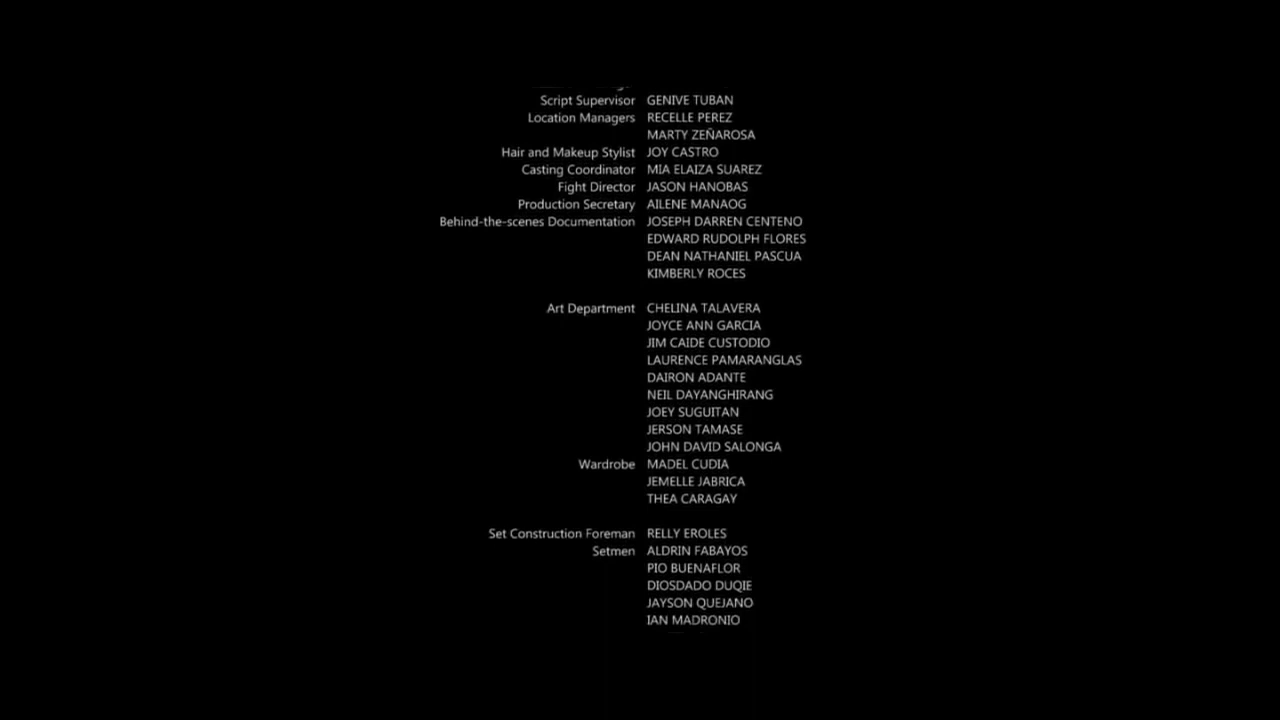 Script Supervisor GENIVE TUBAN
Location Managers RECELLE PEREZ
MARTY ZEÑAROSA
Hair and Makeup Stylist JOY CASTRO
Casting Coordinator MIA ELAIZA SUAREZ
Fight Director JASON HANOBAS
Production Secretary AILENE MANAOG
Behind-the-scenes Documentation JOSEPH DARREN CENTENO
EDWARD RUDOLPH FLORES
DEAN NATHANIEL PASCUA
KIMBERLY ROCES
Art Department CHELINA TALAVERA
JOYCE ANN GARCIA
JIM CAIDE CUSTODIO
LAURENCE PAMARANGLAS
DAIRON ADANTE
NEIL DAYANGHIRANG
JOEY SUGUITAN
JERSON TAMASE
JOHN DAVID SALONGA
Wardrobe MADEL CUDIA
JEMELLE JABRICA
THEA CARAGAY
Set Construction Foreman RELLY EROLES
Setmen ALDRIN FABAYOS
PIO BUENAFLOR
DIOSDADO DUQIE
JAYSON QUEJANO
IAN MADRONIO